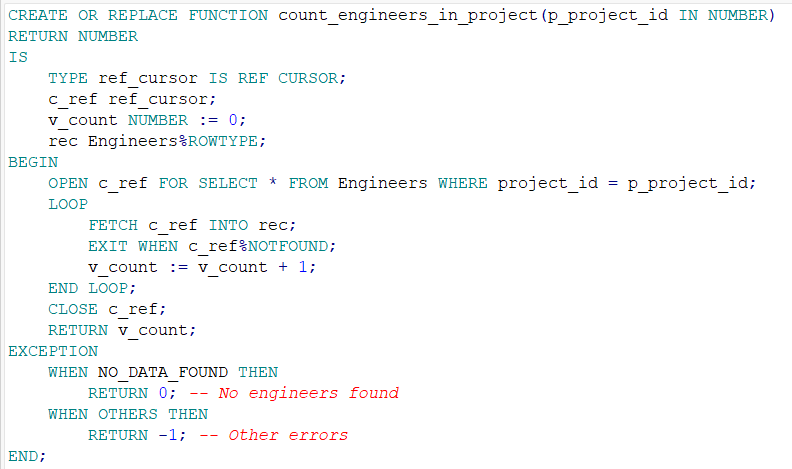 CREATE OR REPLACE FUNCTION count_engineers_in_project(p_project_id IN NUMBER)
RETURN NUMBER
IS
    TYPE ref_cursor IS REF CURSOR;
    c_ref ref_cursor;
    v_count NUMBER := 0;
    rec Engineers%ROWTYPE;
BEGIN
    OPEN c_ref FOR SELECT * FROM Engineers WHERE project_id = p_project_id;
    LOOP
        FETCH c_ref INTO rec;
        EXIT WHEN c_ref%NOTFOUND;
        v_count := v_count + 1;
    END LOOP;
    CLOSE c_ref;
    RETURN v_count;
EXCEPTION
    WHEN NO_DATA_FOUND THEN
        RETURN 0; -- No engineers found
    WHEN OTHERS THEN
        RETURN -1; -- Other errors
END;